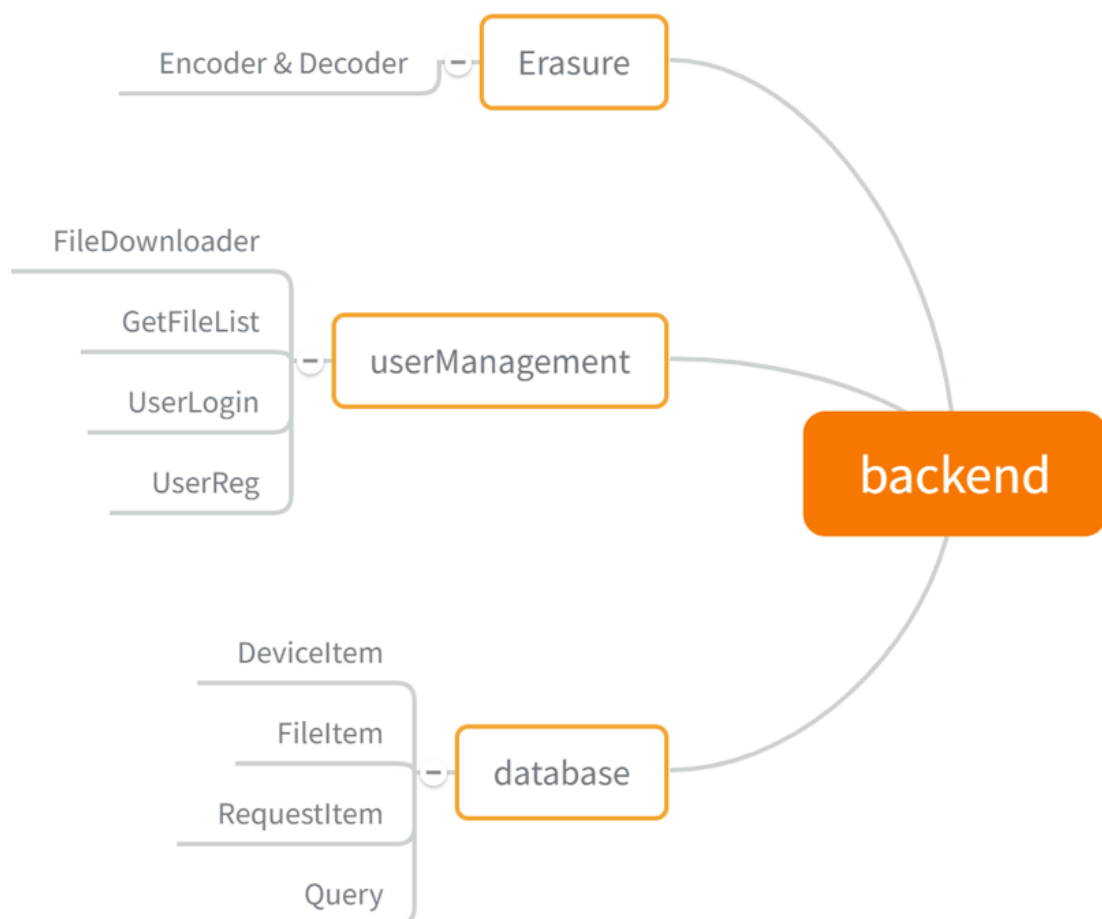 Encoder & Decoder
Erasure
FileDownloader
GetFileList
UserLogin
UserReg
userManagement
backend
DeviceItem
FileItem
RequestItem
Query
database